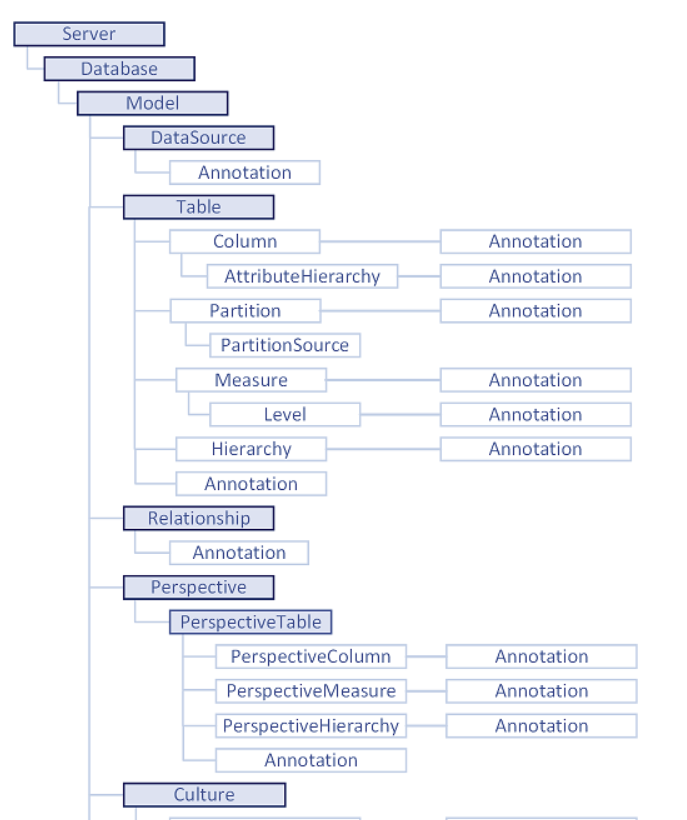 Server
Database
Model
DataSource
Annotation
Table
Column Annotation
AttributeHierarchy Annotation
Partition Annotation
PartitionSource
Measure Annotation
Level Annotation
Hierarchy Annotation
Annotation
Relationship
Annotation
Perspective
PerspectiveTable
PerspectiveColumn Annotation
PerspectiveMeasure Annotation
PerspectiveHierarchy Annotation
Annotation
Culture